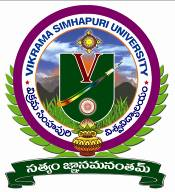 VIKRAMA SIMHAPURI UNIVERSITY
విక్రమ సింహపురి విశ్వవిద్యాలయం
V
సత్యం జ్ఞానమనంతమ్